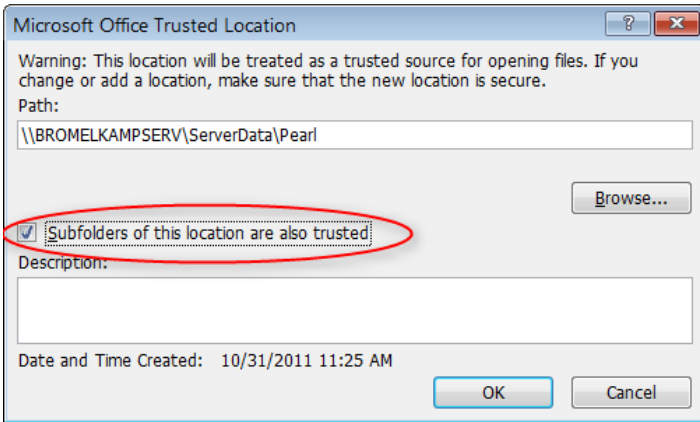 Microsoft Office Trusted Location
Warning: This location will be treated as a trusted source for opening files. If you
change or add a location, make sure that the new location is secure.
Path:
\\BROMELKAMPSERV\ServerData\Pearl
Browse...
Subfolders of this location are also trusted
Description:
Date and Time Created: 10/31/2011 11:25 AM
OK Cancel